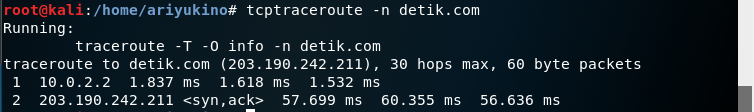 root@kali:/home/ariyukino# tcptraceroute -n detik.com
Running:
        traceroute -T -O info -n detik.com
traceroute to detik.com (203.190.242.211), 30 hops max, 60 byte packets
 1  10.0.2.2  1.837 ms  1.618 ms  1.532 ms
 2  203.190.242.211 <syn,ack>  57.699 ms  60.355 ms  56.636 ms